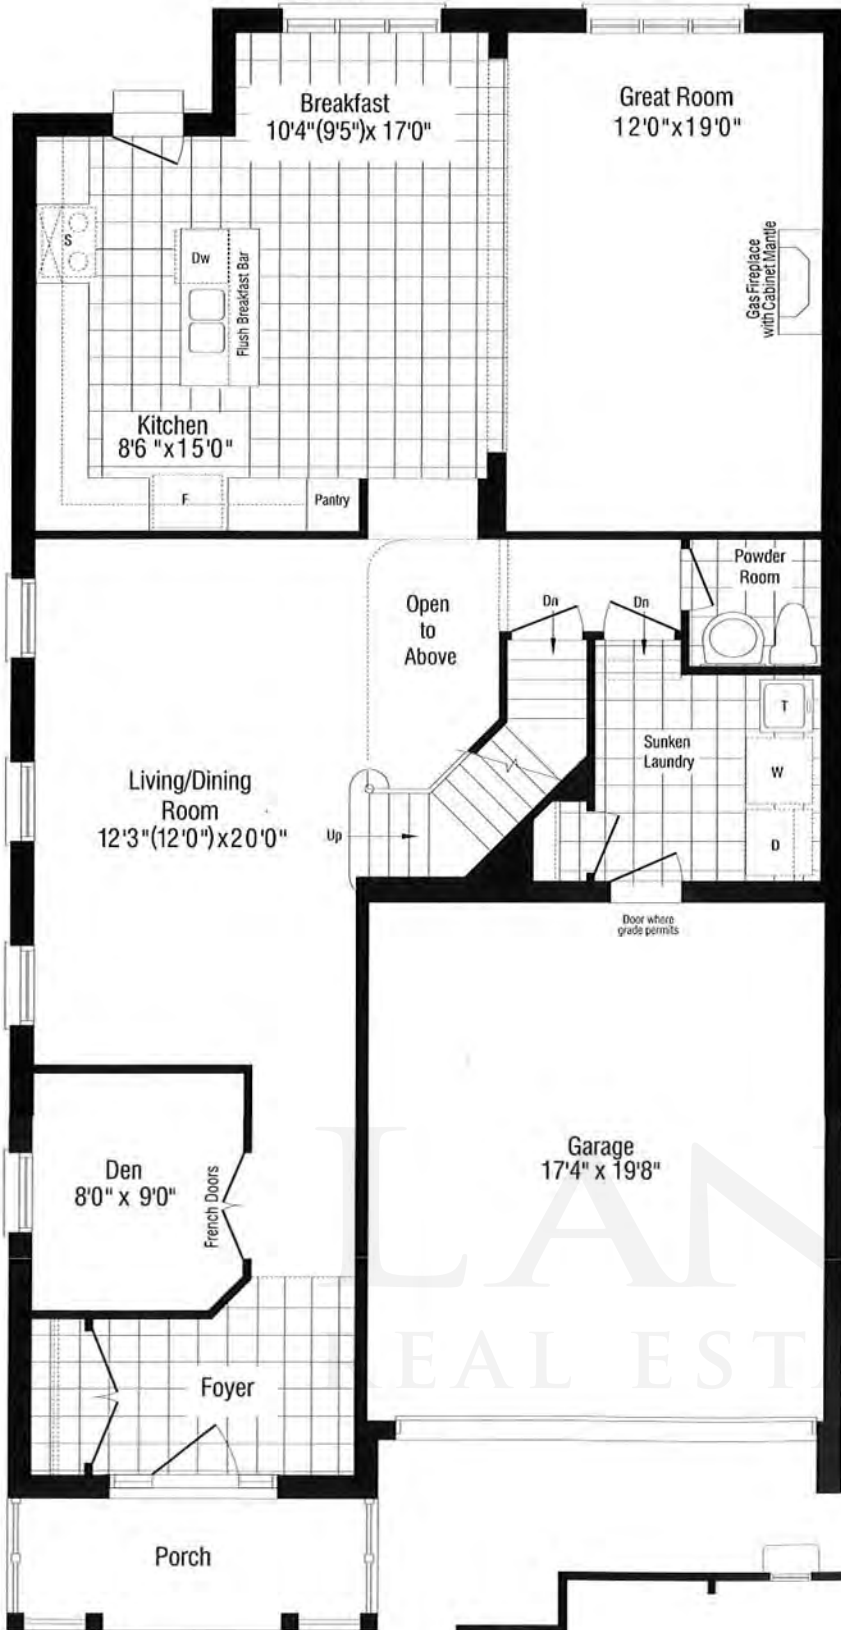 Breakfast
10'4"(9'5")x 17'0"
Great Room
12'0"x19'0"
S
Dw
Flush Breakfast Bar
Gas Fireplace
with Cabinet Mantle
Kitchen
8'6 "x15'0"
F
Pantry
Powder
Room
Open
to
Above
Dn
Dn
T
Sunken
Laundry
W
Living/Dining
Room
12'3"(12'0")x20'0"
Up
D
Door where
grade permits
Garage
17'4" x 19'8"
Den
8'0" x 9'0"
French Doors
LAN
REAL EST
Foyer
Porch